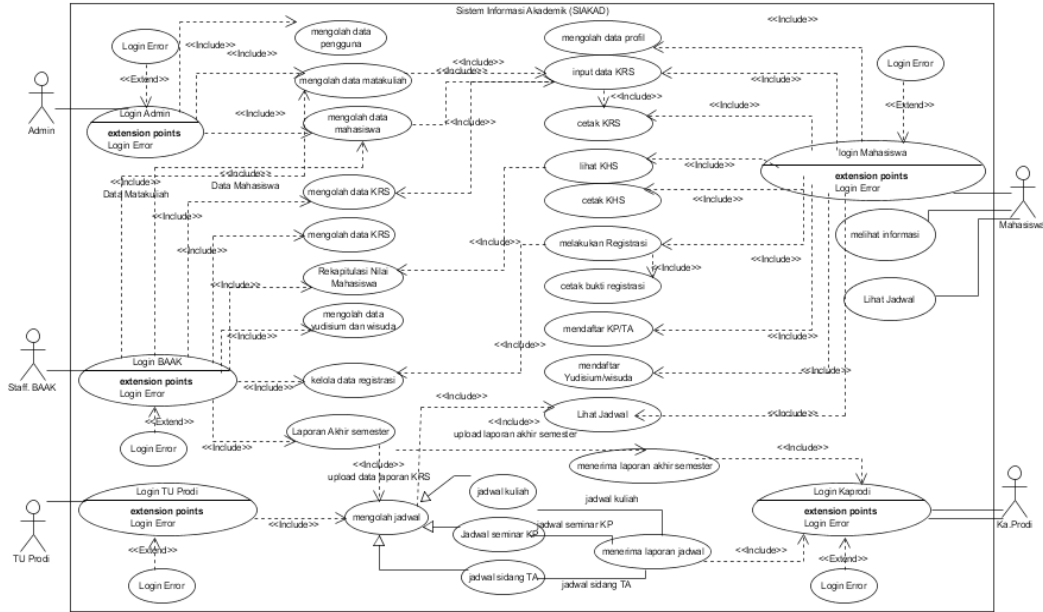 Sistem Informasi Akademik (SIAKAD)
Login Error
<<Extend>>
Admin
Login Admin
extension points
Login Error
<<Include>>
<<Include>>
mengolah data
pengguna
<<Include>>
mengolah data matakuliah
<<Include>>
mengolah data
mahasiswa
<<Include>>
<<Include>>
<<Include>>
mengolah data profil
input data KRS
<<Include>>
cetak KRS
<<Include>>
<<Include>>
<<Include>>
Login Error
<<Extend>>
login Mahasiswa
extension points
Login Error
Mahasiswa
<<Include>>
Data Matakuliah
<<Include>>
Data Mahasiswa
mengolah data KRS
<<Include>>
lihat KHS
<<Include>>
cetak KHS
<<Include>>
melihat informasi
<<Include>>
mengolah data KRS
melakukan Registrasi
<<Include>>
<<Include>>
<<Include>>
Rekapitulasi Nilai
Mahasiswa
cetak bukti registrasi
Lihat Jadwal
mengolah data
yudisium dan wisuda
<<Include>>
mendaftar KP/TA
<<Include>>
Staff. BAAK
Login BAAK
extension points
Login Error
<<Include>>
kelola data registrasi
mendaftar
Yudisium/wisuda
<<Include>>
<<Include>>
<<Extend>>
Login Error
<<Include>>
Laporan Akhir semester
Lihat Jadwal
<<Include>>
<<Include>>
upload laporan akhir semester
<<Include>>
upload data laporan KRS
menerima laporan akhir semester
<<Include>>
TU Prodi
Login TU Prodi
extension points
Login Error
<<Include>>
mengolah jadwal
jadwal kuliah
jadwal kuliah
Jadwal seminar KP
jadwal seminar KP
menerima laporan jadwal
<<Include>>
jadwal sidang TA
jadwal sidang TA
Login Kaprodi
extension points
Login Error
Ka.Prodi
<<Extend>>
Login Error
<<Extend>>
Login Error